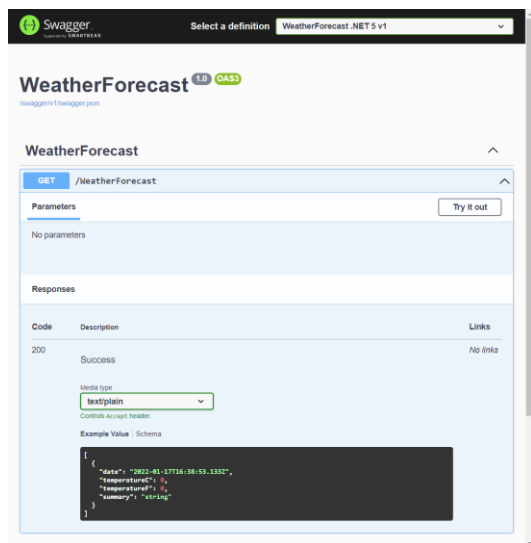 Swagger.
Supported by SMARTBEAR
Select a definition
WeatherForecast .NET 5 v1
WeatherForecast 1.0 OAS3
/swagger/v1/swagger.json
WeatherForecast
GET /WeatherForecast
Parameters
Try it out
No parameters
Responses
Code Description Links
200 Success No links
Media type
text/plain
Controls Accept header.
Example Value | Schema
[
{
"date": "2022-01-17T16:38:53.133Z",
"temperatureC": 0,
"temperatureF": 0,
"summary": "string"
}
]